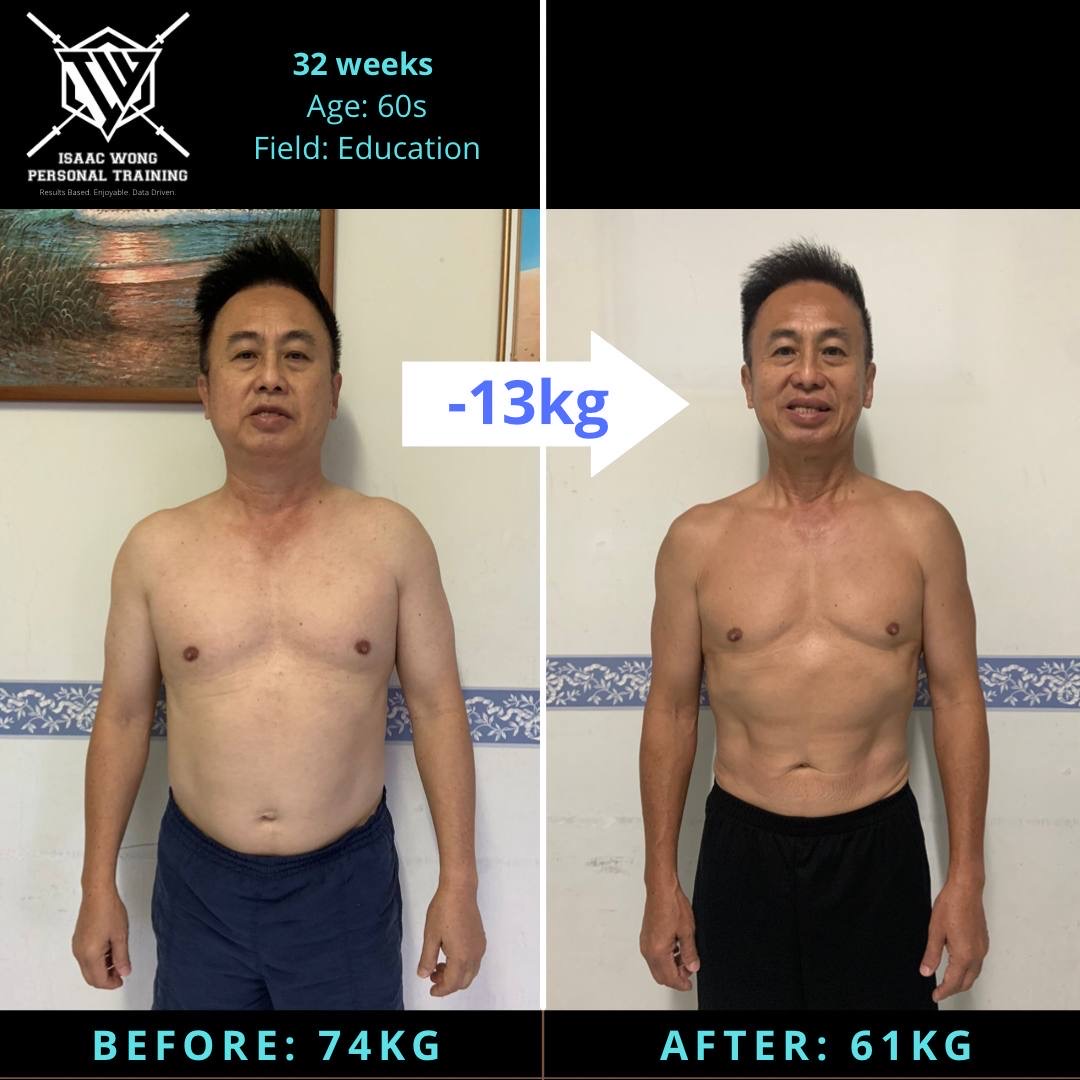 ISAAC WONG
PERSONAL TRAINING
Results Based. Enjoyable. Data Driven.
32 weeks
Age: 60s
Field: Education
-13kg
BEFORE: 74KG
AFTER: 61KG